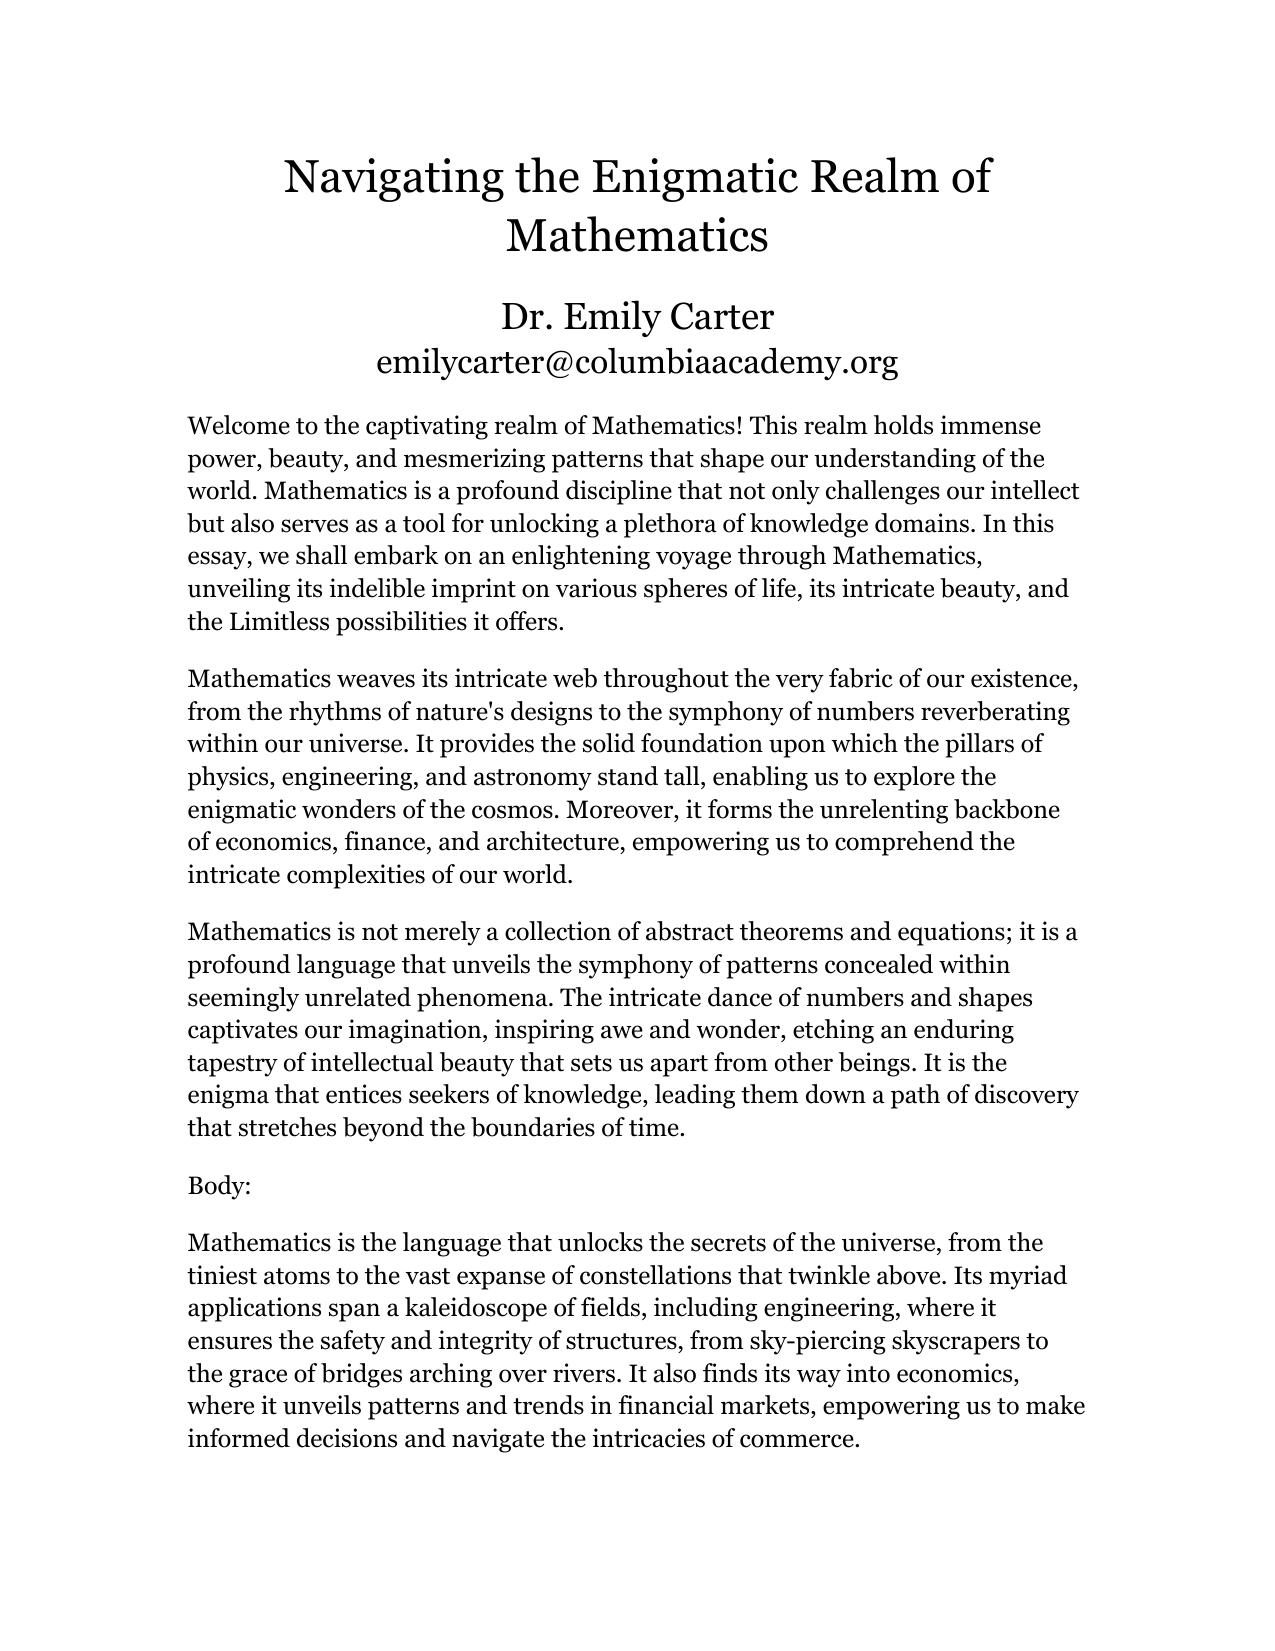 Navigating the Enigmatic Realm of
Mathematics
Dr. Emily Carter
emilycarter@columbiaacademy.org
Welcome to the captivating realm of Mathematics! This realm holds immense
power, beauty, and mesmerizing patterns that shape our understanding of the
world. Mathematics is a profound discipline that not only challenges our intellect
but also serves as a tool for unlocking a plethora of knowledge domains. In this
essay, we shall embark on an enlightening voyage through Mathematics,
unveiling its indelible imprint on various spheres of life, its intricate beauty, and
the Limitless possibilities it offers.
Mathematics weaves its intricate web throughout the very fabric of our existence,
from the rhythms of nature's designs to the symphony of numbers reverberating
within our universe. It provides the solid foundation upon which the pillars of
physics, engineering, and astronomy stand tall, enabling us to explore the
enigmatic wonders of the cosmos. Moreover, it forms the unrelenting backbone
of economics, finance, and architecture, empowering us to comprehend the
intricate complexities of our world.
Mathematics is not merely a collection of abstract theorems and equations; it is a
profound language that unveils the symphony of patterns concealed within
seemingly unrelated phenomena. The intricate dance of numbers and shapes
captivates our imagination, inspiring awe and wonder, etching an enduring
tapestry of intellectual beauty that sets us apart from other beings. It is the
enigma that entices seekers of knowledge, leading them down a path of discovery
that stretches beyond the boundaries of time.
Body:
Mathematics is the language that unlocks the secrets of the universe, from the
tiniest atoms to the vast expanse of constellations that twinkle above. Its myriad
applications span a kaleidoscope of fields, including engineering, where it
ensures the safety and integrity of structures, from sky-piercing skyscrapers to
the grace of bridges arching over rivers. It also finds its way into economics,
where it unveils patterns and trends in financial markets, empowering us to make
informed decisions and navigate the intricacies of commerce.